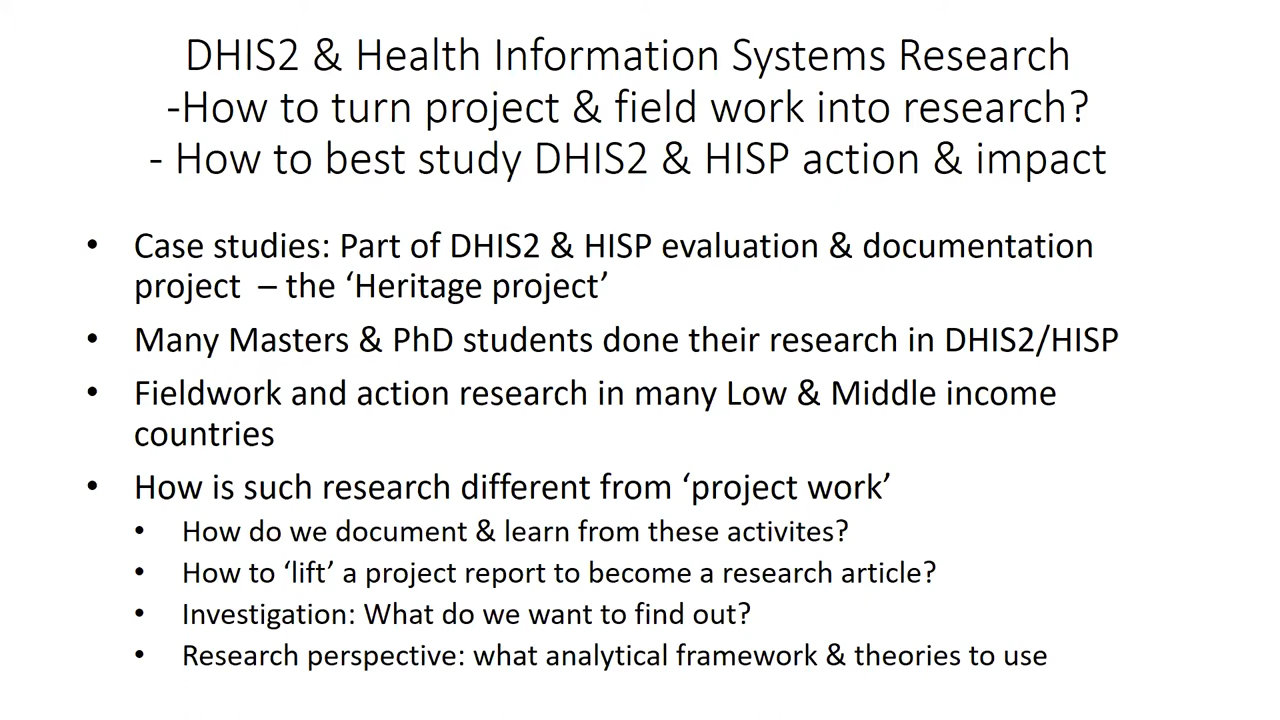 DHIS2 & Health Information Systems Research
-How to turn project & field work into research?
- How to best study DHIS2 & HISP action & impact
• Case studies: Part of DHIS2 & HISP evaluation & documentation
project – the ‘Heritage project’
• Many Masters & PhD students done their research in DHIS2/HISP
• Fieldwork and action research in many Low & Middle income
countries
• How is such research different from ‘project work’
• How do we document & learn from these activites?
• How to ‘lift’ a project report to become a research article?
• Investigation: What do we want to find out?
• Research perspective: what analytical framework & theories to use